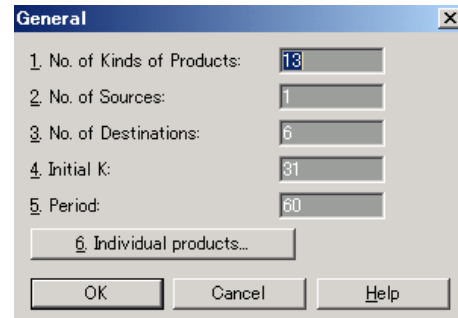 General
1. No. of Kinds of Products: 13
2. No. of Sources: 1
3. No. of Destinations: 6
4. Initial K: 31
5. Period: 60
6. Individual products...
OK Cancel Help